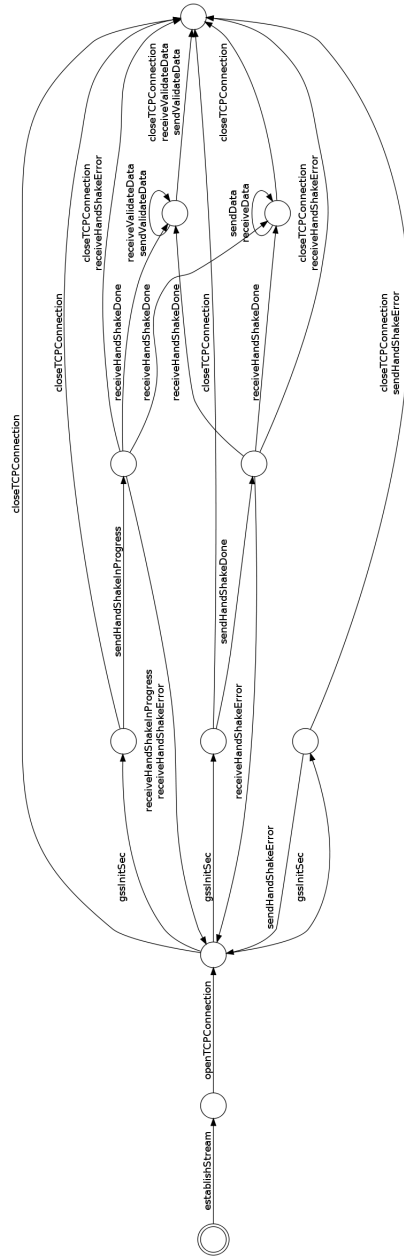 closeTCPConnection
receiveValidateData
sendValidateData
closeTCPConnection
closeTCPConnection
receiveHandShakeError
receiveValidateData
sendValidateData
sendData
receiveData
closeTCPConnection
receiveHandShakeError
closeTCPConnection
receiveHandShakeDone
receiveHandShakeDone
receiveHandShakeDone
closeTCPConnection
receiveHandShakeDone
closeTCPConnection
sendHandShakeError
closeTCPConnection
sendHandShakeInProgress
sendHandShakeDone
receiveHandShakeInProgress
receiveHandShakeError
receiveHandShakeError
gssInitSec
gssInitSec
sendHandShakeError
gssInitSec
openTCPConnection
establishStream